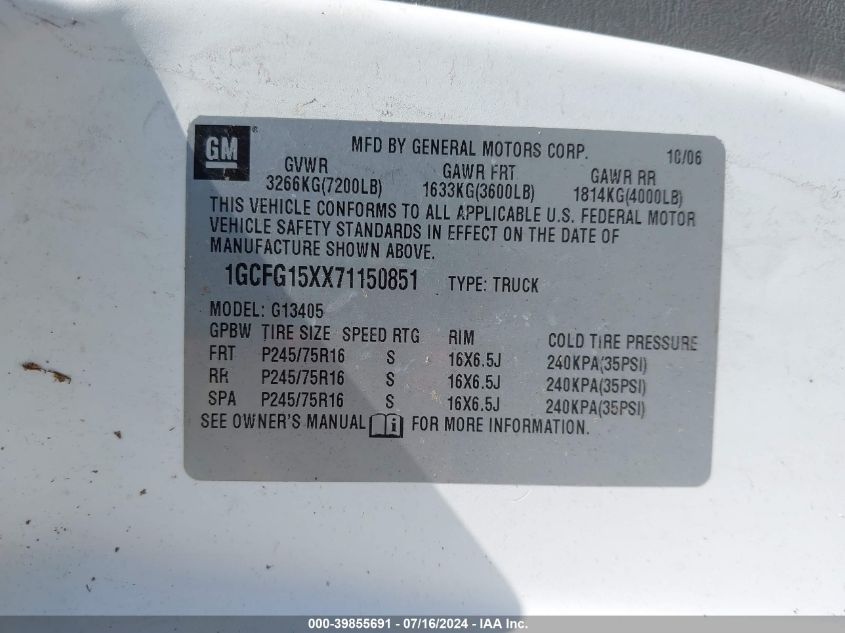 GM ®
MFD BY GENERAL MOTORS CORP. 10/06
GVWR GAWR FRT GAWR RR
3266KG(7200LB) 1633KG(3600LB) 1814KG(4000LB)
THIS VEHICLE CONFORMS TO ALL APPLICABLE U.S. FEDERAL MOTOR
VEHICLE SAFETY STANDARDS IN EFFECT ON THE DATE OF
MANUFACTURE SHOWN ABOVE.
1GCFG15XX71150851 TYPE: TRUCK
MODEL: G13405
GPBW TIRE SIZE SPEED RTG RIM COLD TIRE PRESSURE
FRT P245/75R16 S 16X6.5J 240KPA(35PSI)
RR P245/75R16 S 16X6.5J 240KPA(35PSI)
SPA P245/75R16 S 16X6.5J 240KPA(35PSI)
SEE OWNER'S MANUAL i FOR MORE INFORMATION.
000-39855691 - 07/16/2024 - IAA Inc.